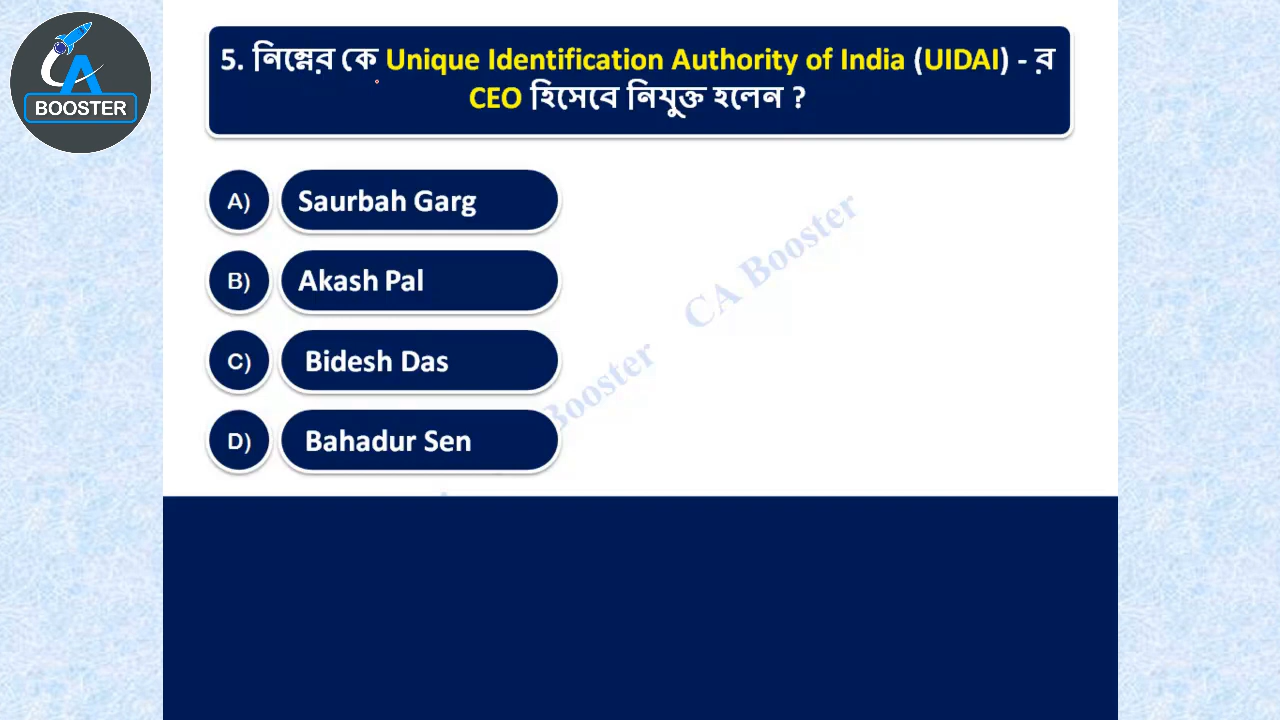 BOOSTER
5. নিম্নের কে Unique Identification Authority of India (UIDAI) - র
CEO হিসেবে নিযুক্ত হলেন ?
A) Saurbah Garg
B) Akash Pal
C) Bidesh Das
D) Bahadur Sen
CA Booster
Booster